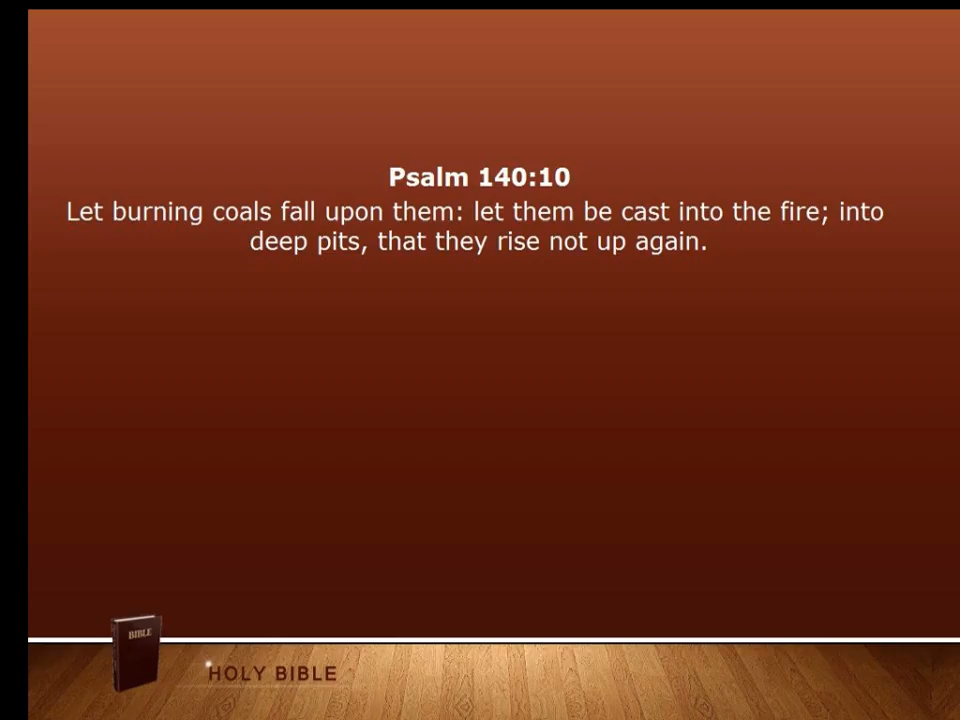 Psalm 140:10
Let burning coals fall upon them: let them be cast into the fire; into
deep pits, that they rise not up again.
BIBLE
HOLY BIBLE